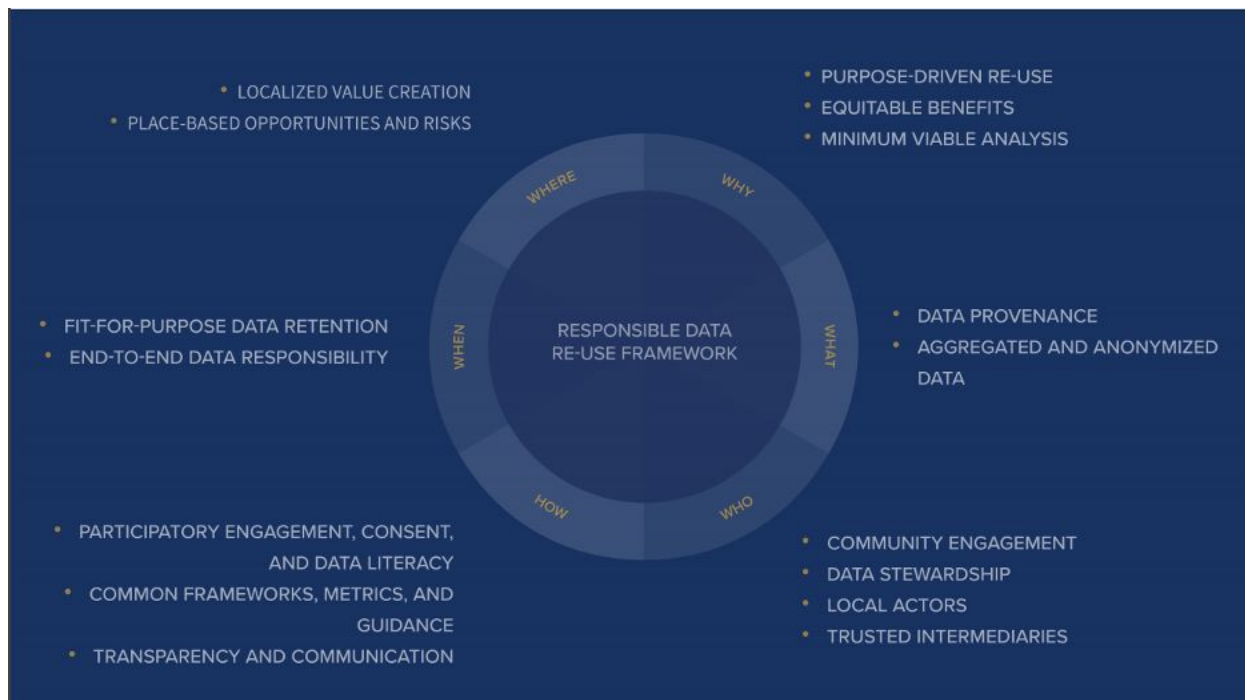 • LOCALIZED VALUE CREATION
• PLACE-BASED OPPORTUNITIES AND RISKS
• PURPOSE-DRIVEN RE-USE
• EQUITABLE BENEFITS
• MINIMUM VIABLE ANALYSIS
WHERE
WHY
• FIT-FOR-PURPOSE DATA RETENTION
• END-TO-END DATA RESPONSIBILITY
WHEN
RESPONSIBLE DATA
RE-USE FRAMEWORK
WHAT
• DATA PROVENANCE
• AGGREGATED AND ANONYMIZED
DATA
HOW
WHO
• PARTICIPATORY ENGAGEMENT, CONSENT,
AND DATA LITERACY
• COMMON FRAMEWORKS, METRICS, AND
GUIDANCE
• TRANSPARENCY AND COMMUNICATION
• COMMUNITY ENGAGEMENT
• DATA STEWARDSHIP
• LOCAL ACTORS
• TRUSTED INTERMEDIARIES